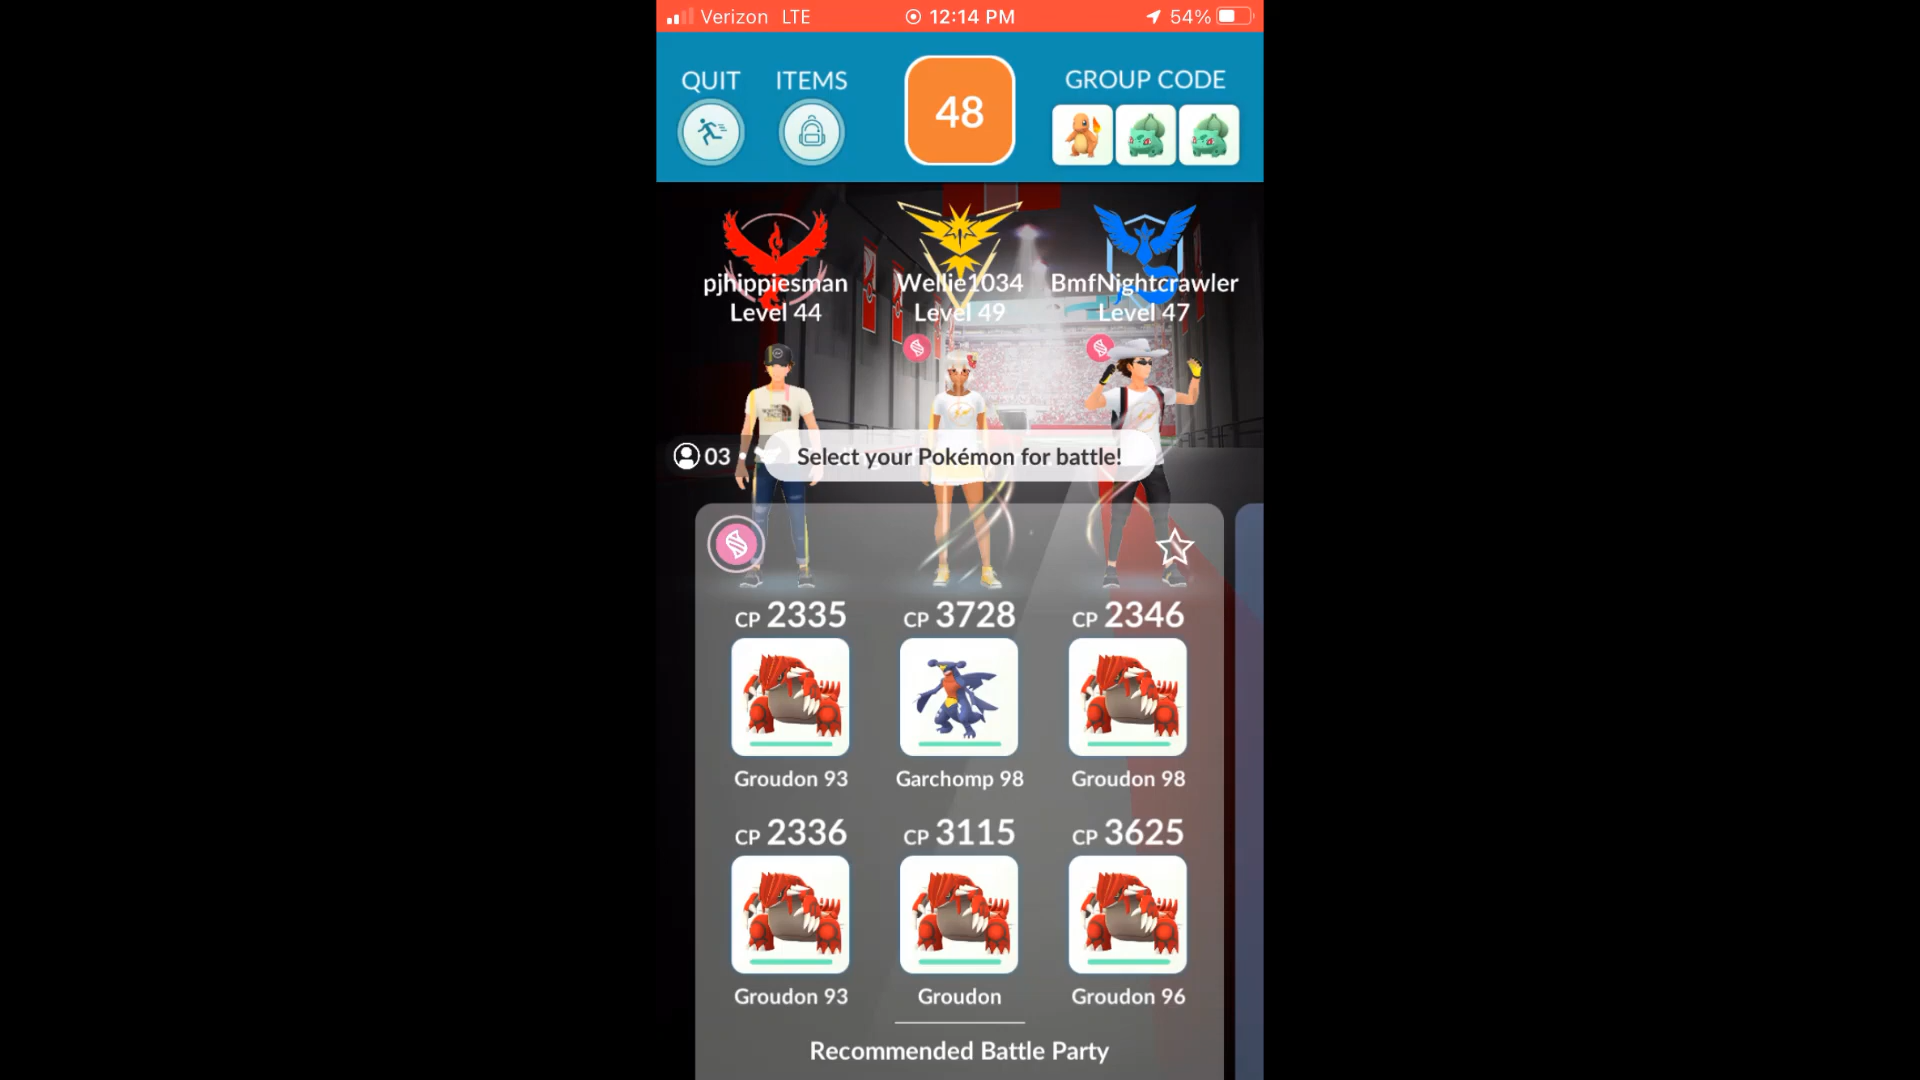 Verizon LTE 12:14 PM 54%
QUIT ITEMS 48 GROUP CODE
pjhippiesman Wellie1034 BmfNightcrawler
Level 44 Level 49 Level 47
03
Select your Pokémon for battle!
CP 2335 CP 3728 CP 2346
Groudon 93 Garchomp 98 Groudon 98
CP 2336 CP 3115 CP 3625
Groudon 93 Groudon Groudon 96
Recommended Battle Party